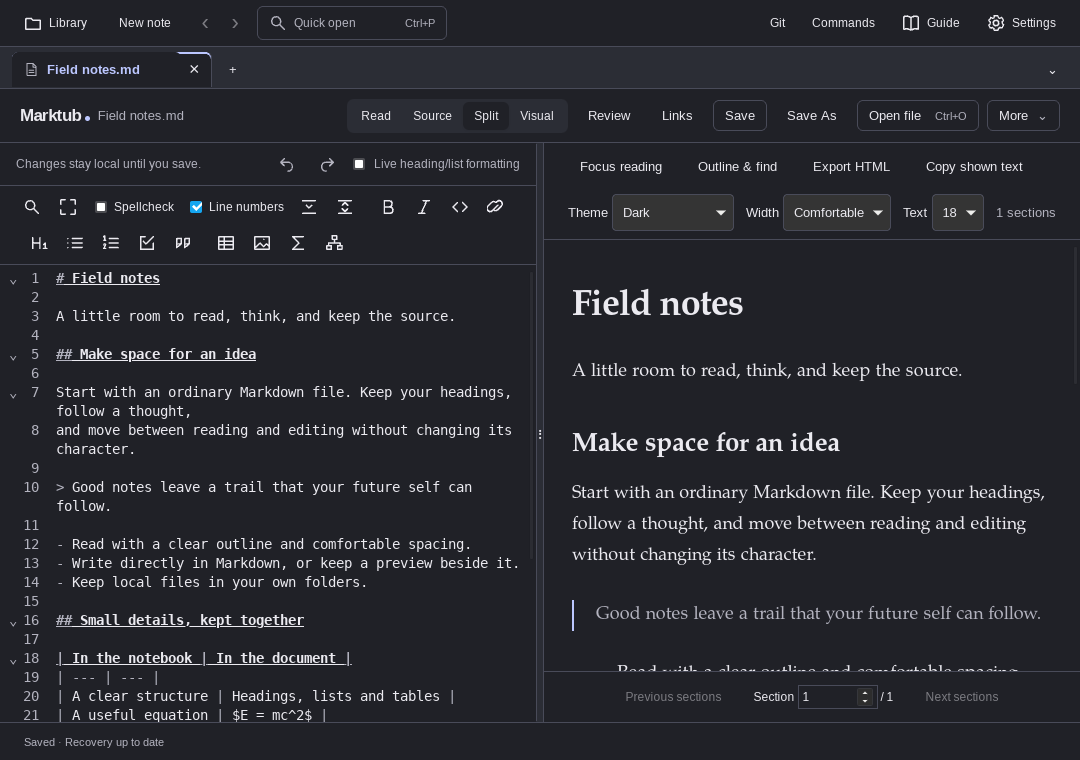 Library New note Quick open Ctrl+P Git Commands Guide Settings
Field notes.md
Marktub Field notes.md Read Source Split Visual Review Links Save Save As Open file Ctrl+O More
Changes stay local until you save. Live heading/list formatting
Spellcheck Line numbers
1 # Field notes
2
3 A little room to read, think, and keep the source.
4
5 ## Make space for an idea
6
7 Start with an ordinary Markdown file. Keep your headings,
follow a thought,
8 and move between reading and editing without changing its
character.
9
10 > Good notes leave a trail that your future self can
follow.
11
12 - Read with a clear outline and comfortable spacing.
13 - Write directly in Markdown, or keep a preview beside it.
14 - Keep local files in your own folders.
15
16 ## Small details, kept together
17
18 | In the notebook | In the document |
19 | --- | --- |
20 | A clear structure | Headings, lists and tables |
21 | A useful equation | $E = mc^2$ |
Focus reading Outline & find Export HTML Copy shown text
Theme Dark Width Comfortable Text 18 1 sections
Field notes
A little room to read, think, and keep the source.
Make space for an idea
Start with an ordinary Markdown file. Keep your headings,
follow a thought, and move between reading and editing
without changing its character.
Good notes leave a trail that your future self can follow.
Read with a clear outline and comfortable spacing
Previous sections Section 1 / 1 Next sections
Saved · Recovery up to date